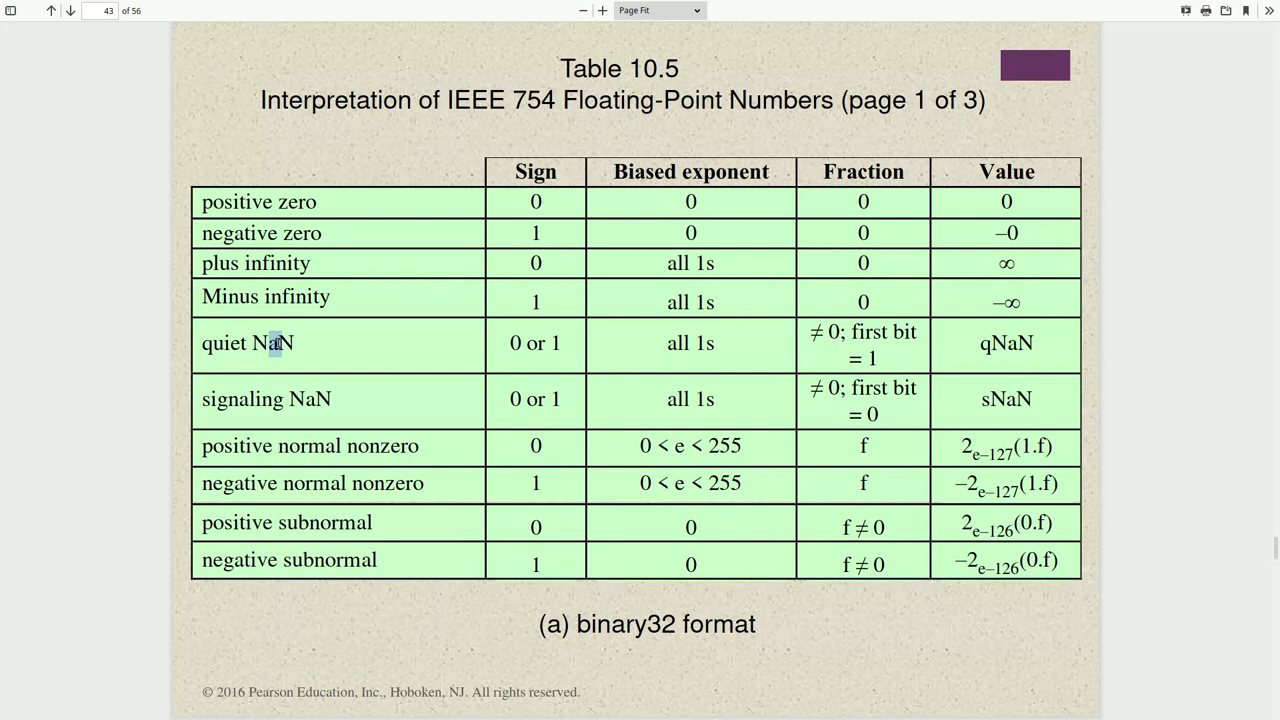 43 of 56 Page Fit
Table 10.5
Interpretation of IEEE 754 Floating-Point Numbers (page 1 of 3)
Sign Biased exponent Fraction Value
positive zero 0 0 0 0
negative zero 1 0 0 –0
plus infinity 0 all 1s 0 ∞
Minus infinity 1 all 1s 0 –∞
quiet NaN 0 or 1 all 1s ≠ 0; first bit = 1 qNaN
signaling NaN 0 or 1 all 1s ≠ 0; first bit = 0 sNaN
positive normal nonzero 0 0 < e < 255 f 2e–127(1.f)
negative normal nonzero 1 0 < e < 255 f –2e–127(1.f)
positive subnormal 0 0 f ≠ 0 2e–126(0.f)
negative subnormal 1 0 f ≠ 0 –2e–126(0.f)
(a) binary32 format
© 2016 Pearson Education, Inc., Hoboken, NJ. All rights reserved.